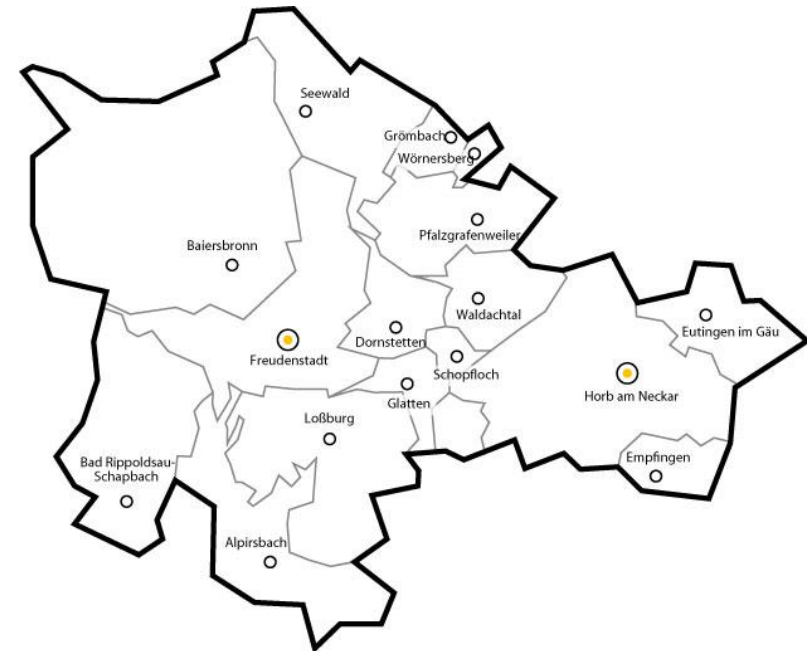 Seewald
Grömbach
Wörnersberg
Pfalzgrafenweiler
Baiersbronn
Waldachtal
Eutingen im Gäu
Dornstetten
Freudenstadt
Schopfloch
Horb am Neckar
Glatten
Loßburg
Empfingen
Bad Rippoldsau-
Schapbach
Alpirsbach